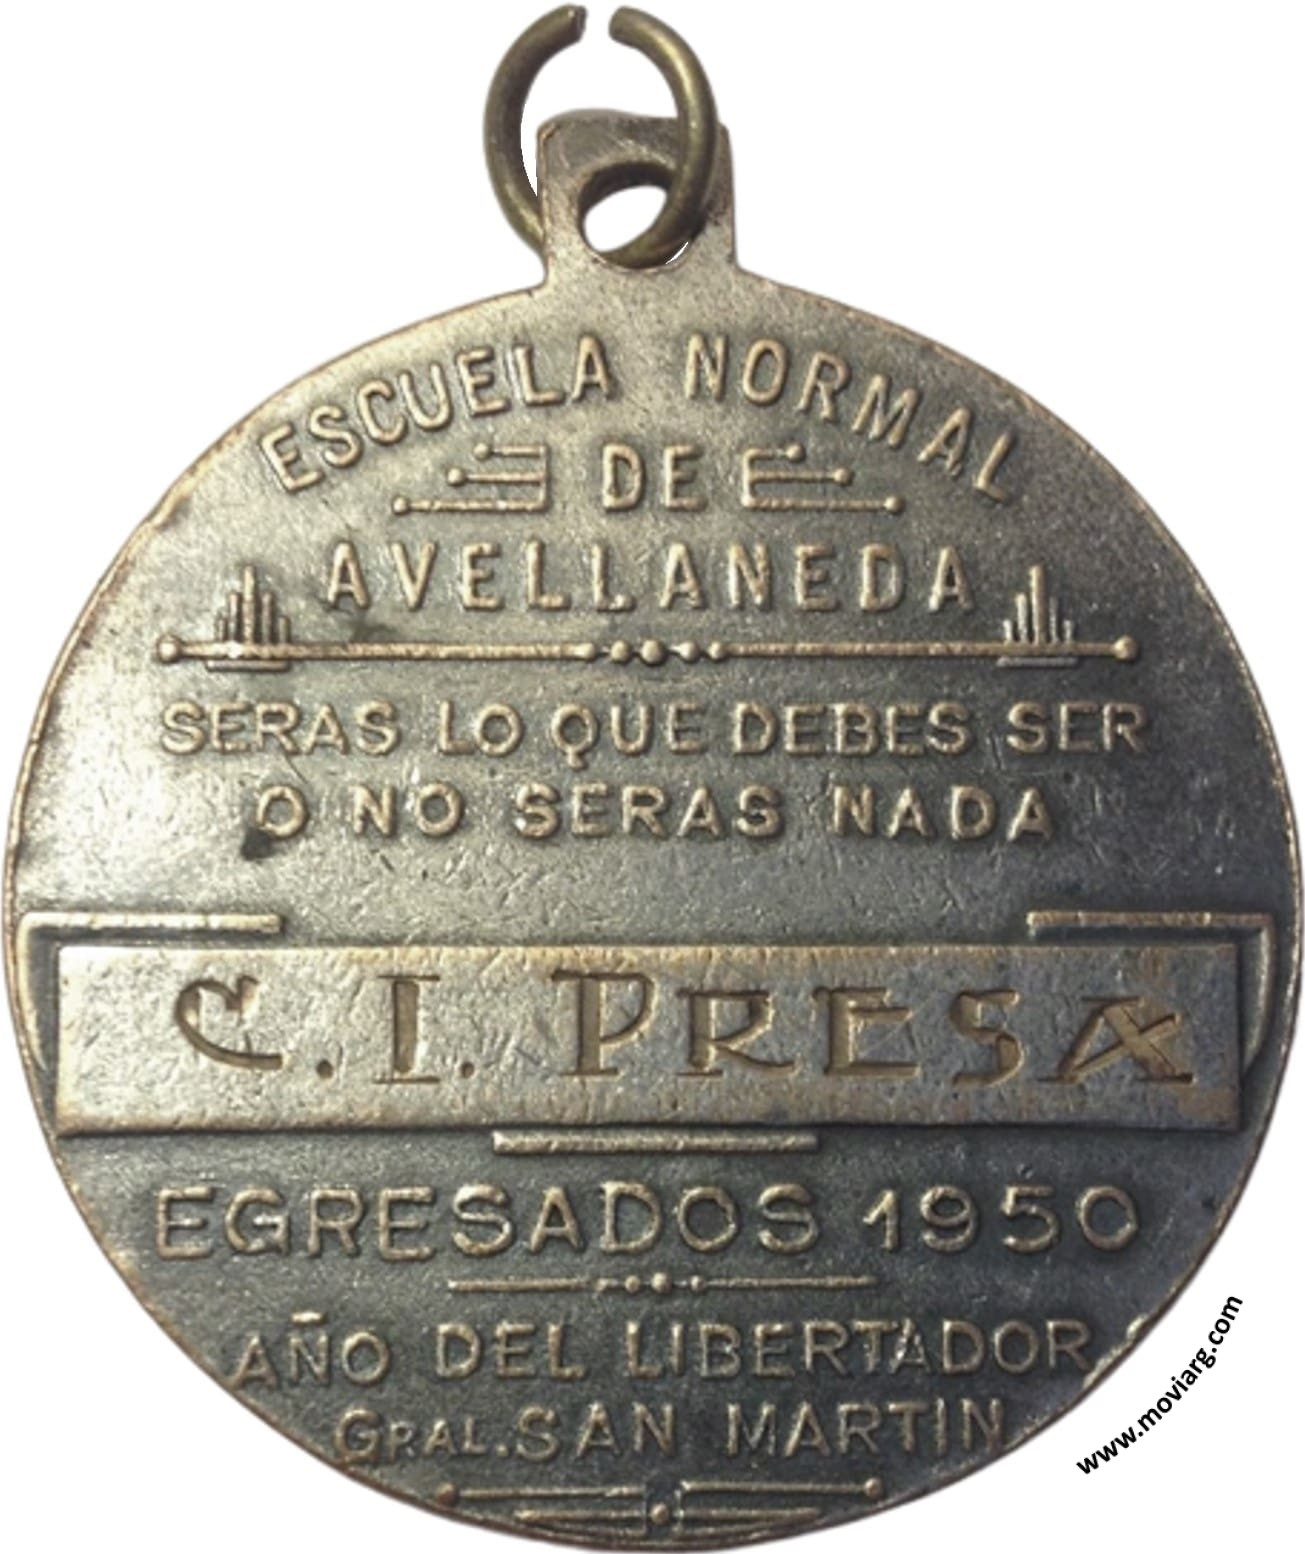 ESCUELA NORMAL
DE
AVELLANEDA
SERAS LO QUE DEBES SER
O NO SERAS NADA
C. I. PRESA
EGRESADOS 1950
AÑO DEL LIBERTADOR
GRAL. SAN MARTIN
www.moviarg.com